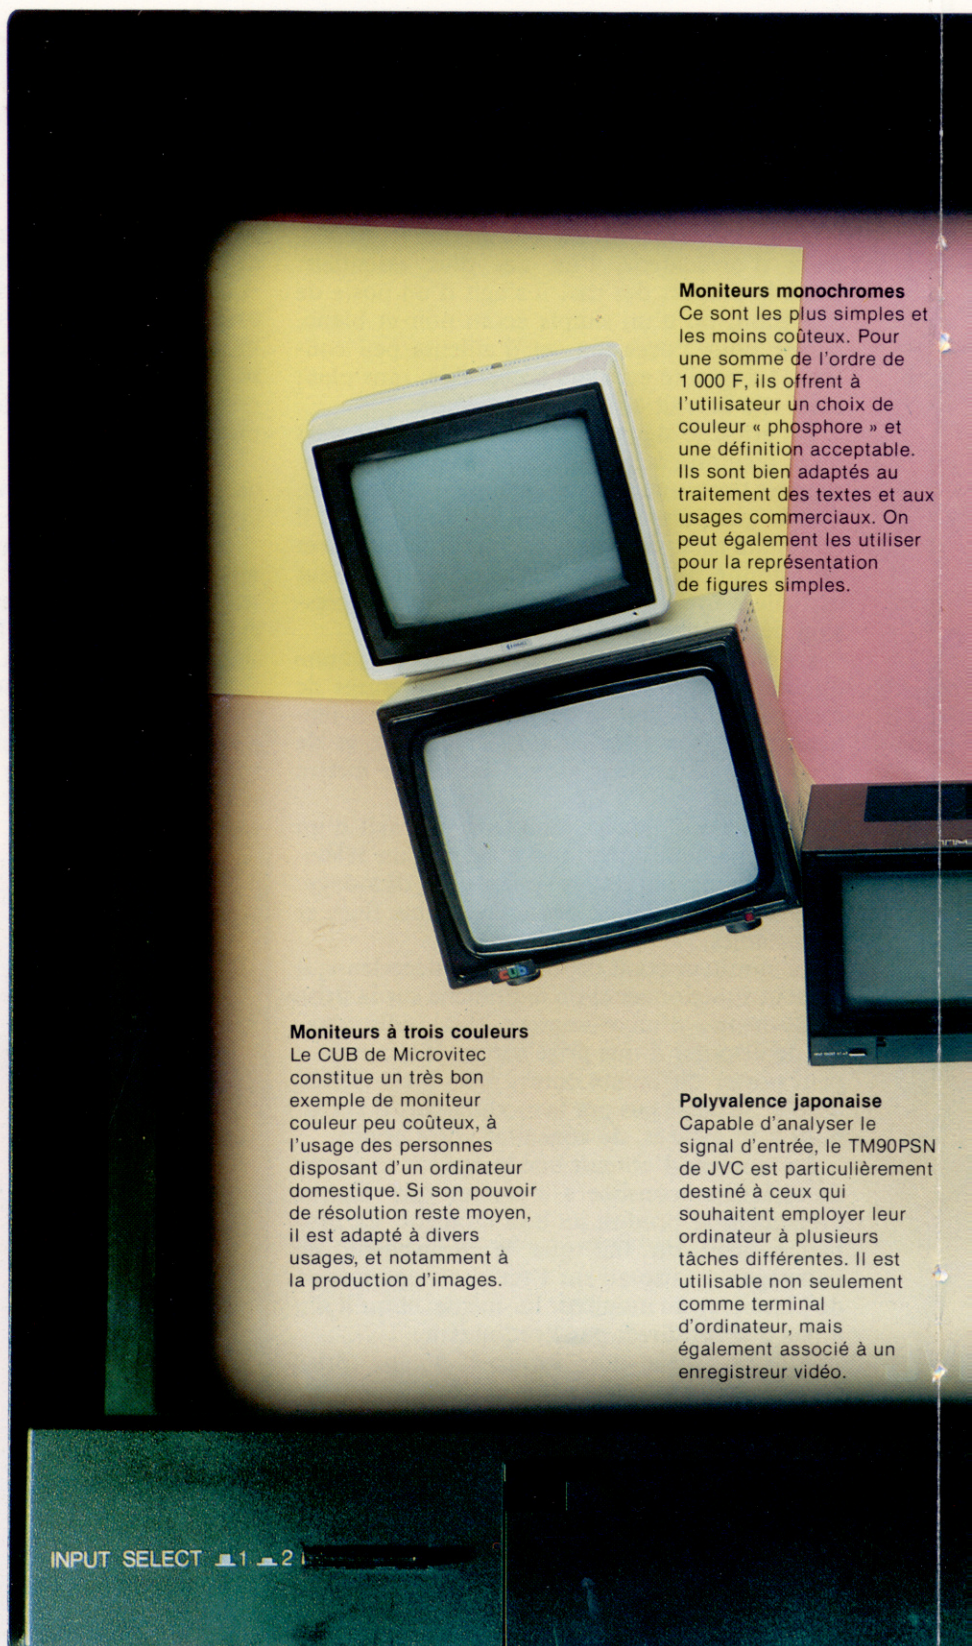 Moniteurs monochromes
Ce sont les plus simples et
les moins coûteux. Pour
une somme de l'ordre de
1 000 F, ils offrent à
l'utilisateur un choix de
couleur « phosphore » et
une définition acceptable.
Ils sont bien adaptés au
traitement des textes et aux
usages commerciaux. On
peut également les utiliser
pour la représentation
de figures simples.
CUb
Moniteurs à trois couleurs
Le CUB de Microvitec
constitue un très bon
exemple de moniteur
couleur peu coûteux, à
l'usage des personnes
disposant d'un ordinateur
domestique. Si son pouvoir
de résolution reste moyen,
il est adapté à divers
usages, et notamment à
la production d'images.
Polyvalence japonaise
Capable d'analyser le
signal d'entrée, le TM90PSN
de JVC est particulièrement
destiné à ceux qui
souhaitent employer leur
ordinateur à plusieurs
tâches différentes. Il est
utilisable non seulement
comme terminal
d'ordinateur, mais
également associé à un
enregistreur vidéo.
INPUT SELECT 1 2